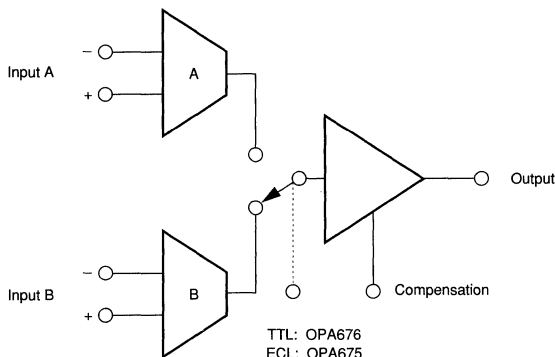 −
Input A
A
+
Output
−
Input B
B
+
Compensation
TTL: OPA676
ECL: OPA675